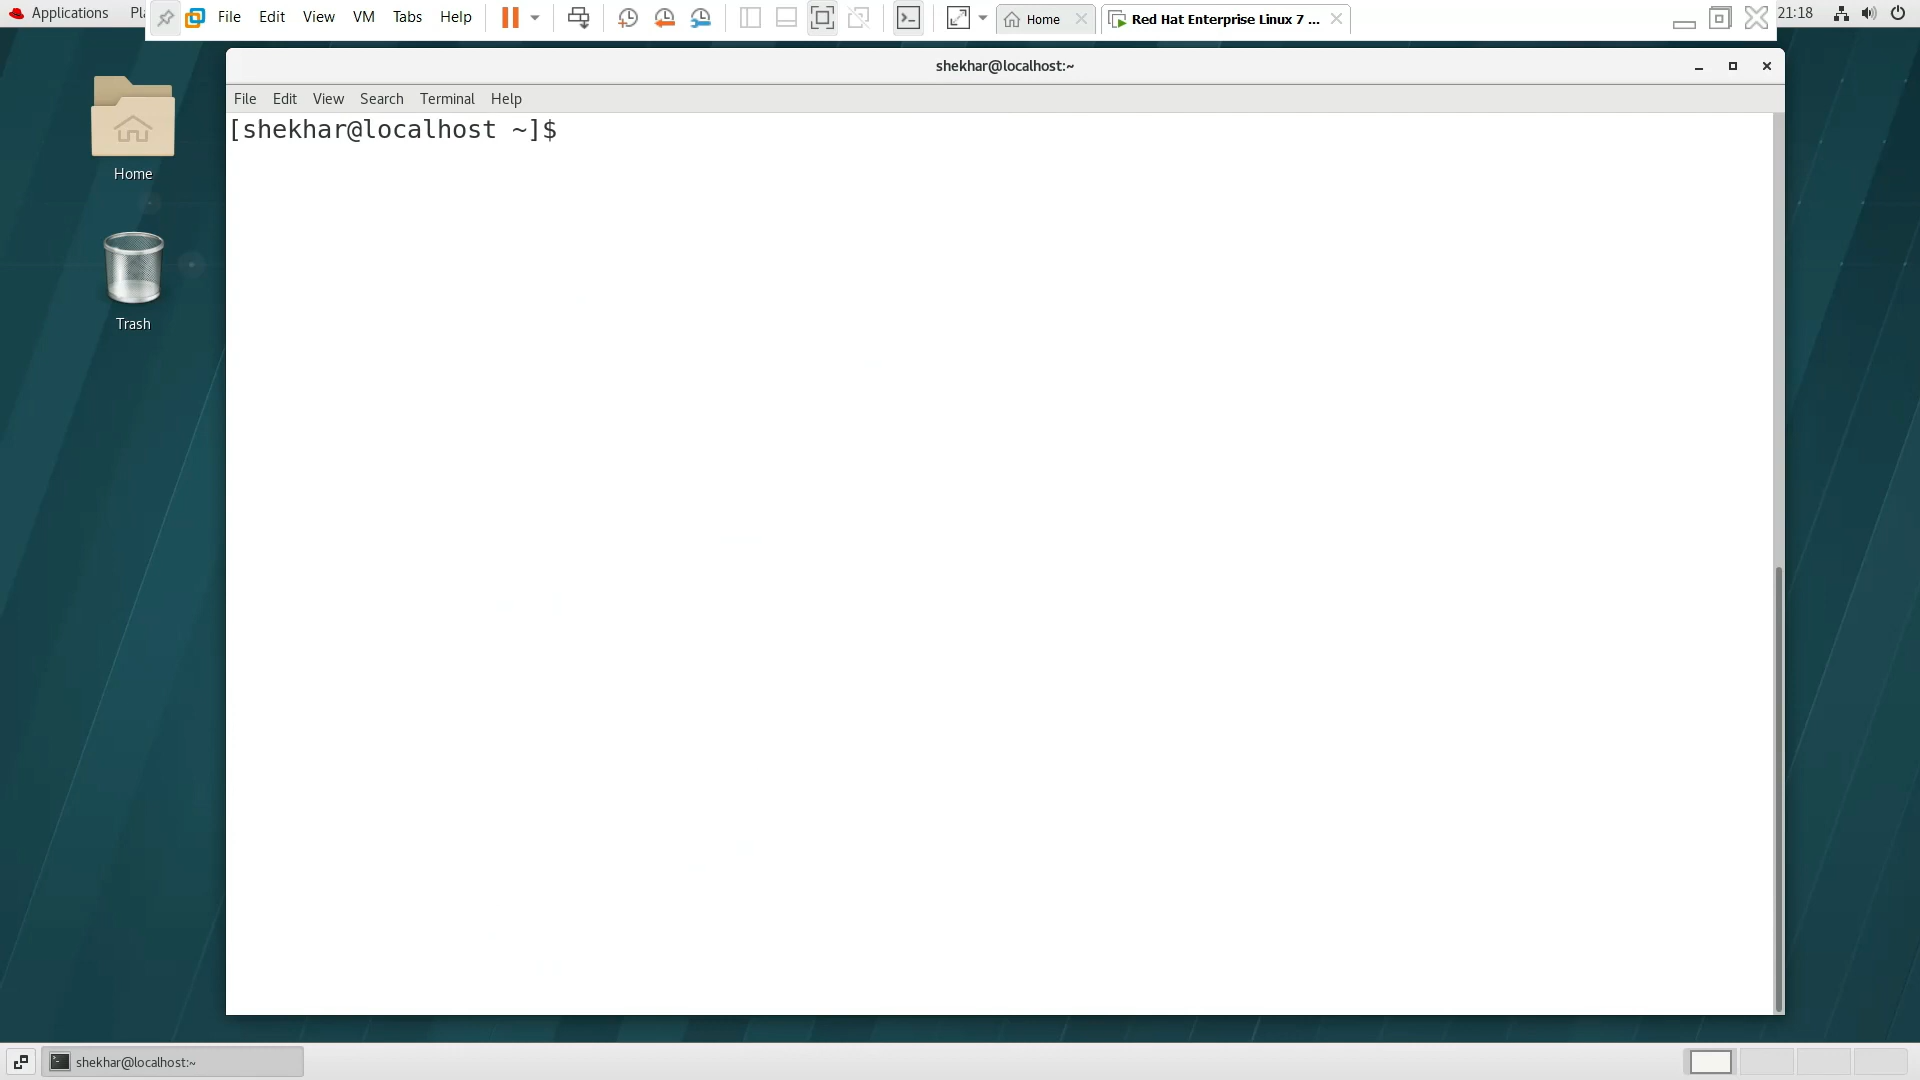 Applications
File Edit View VM Tabs Help
Home
Red Hat Enterprise Linux 7 ...
21:18
shekhar@localhost:~
File Edit View Search Terminal Help
[shekhar@localhost ~]$
Home
Trash
shekhar@localhost:~